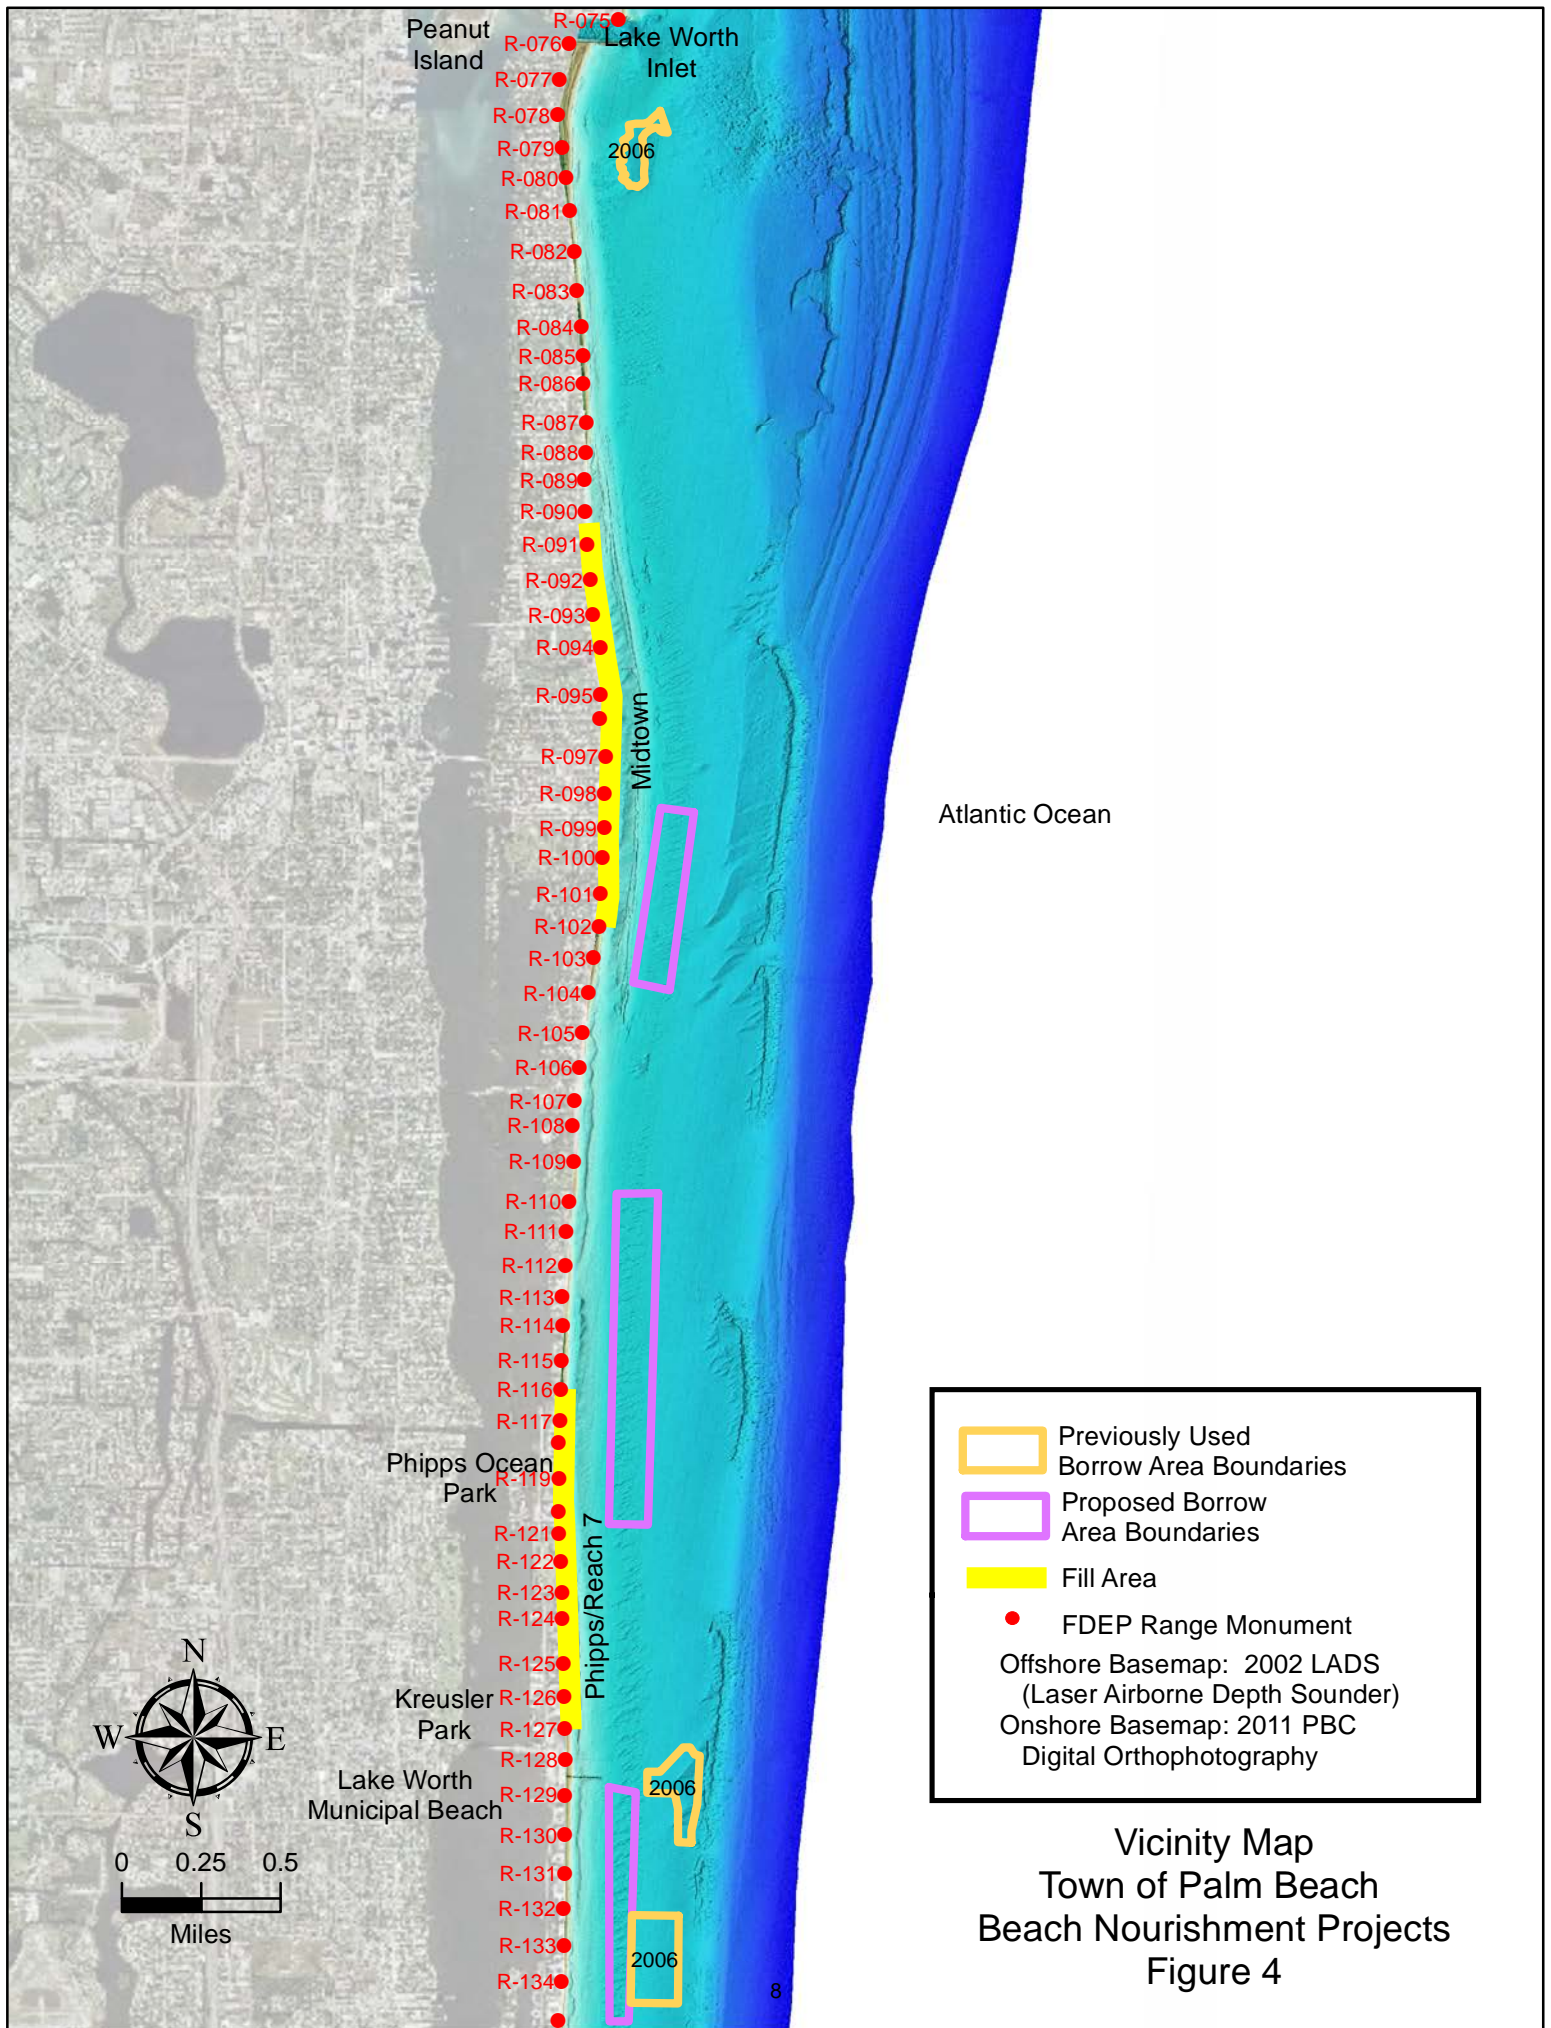 Peanut
Island
R-075
Lake Worth
Inlet
R-076
R-077
R-078
R-079
2006
R-080
R-081
R-082
R-083
R-084
R-085
R-086
R-087
R-088
R-089
R-090
R-091
R-092
R-093
R-094
R-095
Midtown
R-097
R-098
R-099
R-100
R-101
R-102
R-103
R-104
R-105
R-106
R-107
R-108
R-109
R-110
R-111
R-112
R-113
R-114
R-115
R-116
R-117
Phipps Ocean
Park
R-119
R-121
R-122
R-123
R-124
Phipps/Reach 7
R-125
Kreusler
Park
R-126
R-127
R-128
Lake Worth
Municipal Beach
R-129
2006
R-130
R-131
R-132
R-133
2006
R-134
8
Atlantic Ocean
Previously Used
Borrow Area Boundaries
Proposed Borrow
Area Boundaries
Fill Area
FDEP Range Monument
Offshore Basemap: 2002 LADS
(Laser Airborne Depth Sounder)
Onshore Basemap: 2011 PBC
Digital Orthophotography
N
W
E
S
0 0.25 0.5
Miles
Vicinity Map
Town of Palm Beach
Beach Nourishment Projects
Figure 4